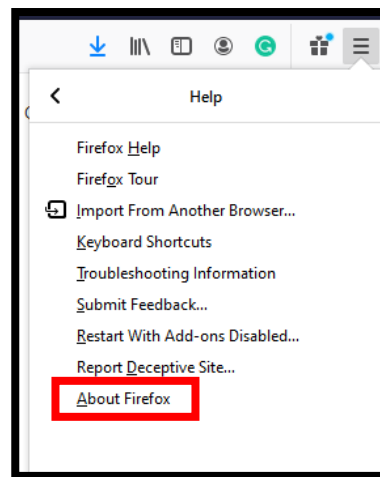 Help
Firefox Help
Firefox Tour
Import From Another Browser...
Keyboard Shortcuts
Troubleshooting Information
Submit Feedback...
Restart With Add-ons Disabled...
Report Deceptive Site...
About Firefox